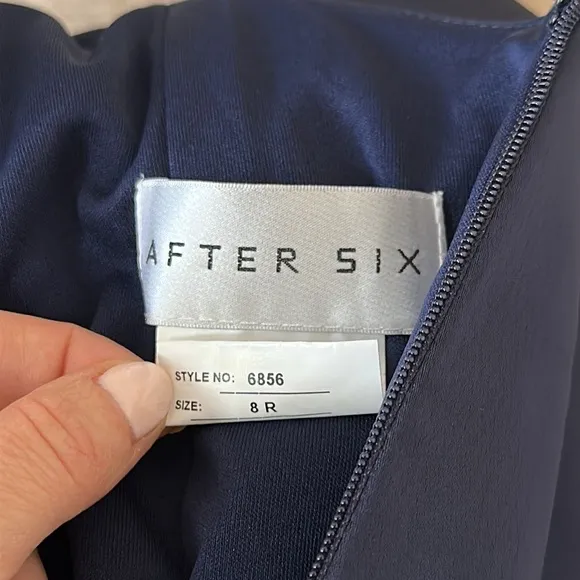 AFTER SIX
STYLE NO: 6856
SIZE: 8 R